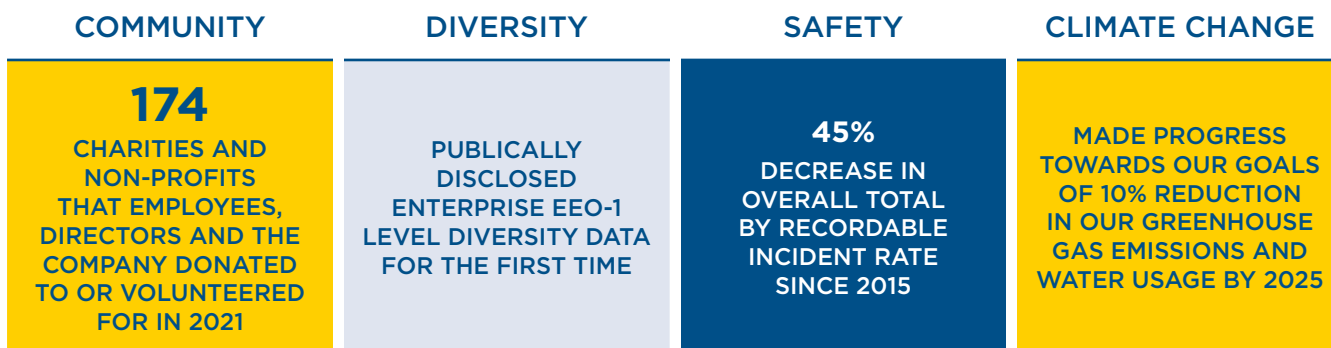 COMMUNITY
174
CHARITIES AND
NON-PROFITS
THAT EMPLOYEES,
DIRECTORS AND THE
COMPANY DONATED
TO OR VOLUNTEERED
FOR IN 2021
DIVERSITY
PUBLICALLY
DISCLOSED
ENTERPRISE EEO-1
LEVEL DIVERSITY DATA
FOR THE FIRST TIME
SAFETY
45%
DECREASE IN
OVERALL TOTAL
BY RECORDABLE
INCIDENT RATE
SINCE 2015
CLIMATE CHANGE
MADE PROGRESS
TOWARDS OUR GOALS
OF 10% REDUCTION
IN OUR GREENHOUSE
GAS EMISSIONS AND
WATER USAGE BY 2025